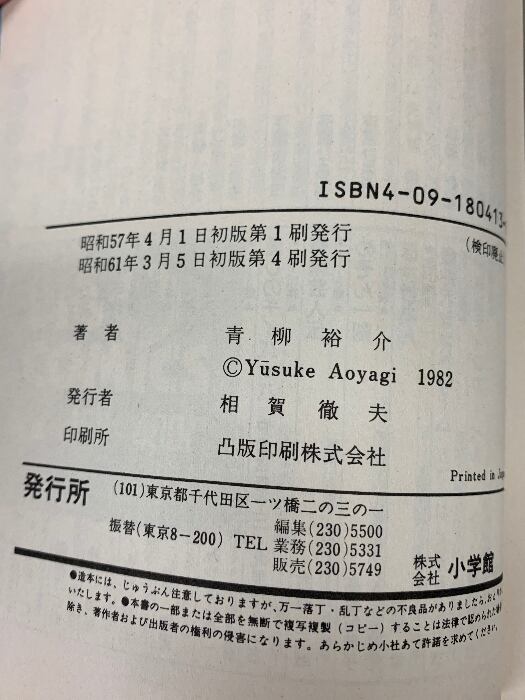 ISBN4-09-180413-
昭和57年4月1日初版第1刷発行
(検印廃止
昭和61年3月5日初版第4刷発行
著者 青柳裕介
©Yūsuke Aoyagi 1982
発行者 相賀徹夫
印刷所 凸版印刷株式会社
Printed in Japan
発行所 (101)東京都千代田区一ツ橋二の三の一
編集(230)5500
振替(東京8-200) TEL 業務(230)5331
販売(230)5749
株式会社 小学館
●造本には、じゅうぶん注意しておりますが、万一落丁・乱丁などの不良品がありましたら、
いたします。●本書の一部または全部を無断で複写複製(コピー)することは法律で認められた
除き、著作者および出版者の権利の侵害になります。あらかじめ小社あて許諾を求めてください。